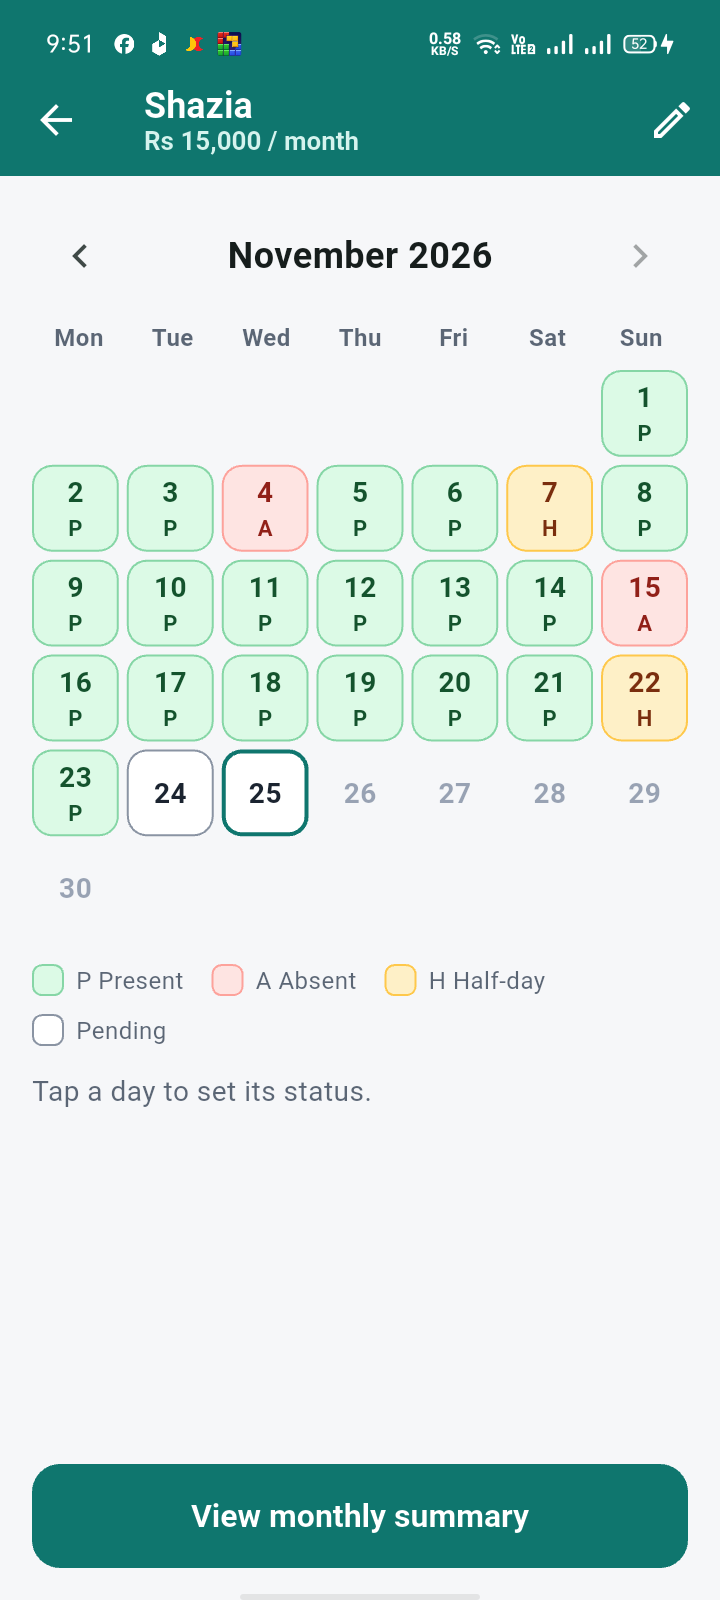 9:51
0.58 KB/S Vo LTE2 52
Shazia
Rs 15,000 / month
November 2026
Mon Tue Wed Thu Fri Sat Sun
1
P
2 3 4 5 6 7 8
P P A P P H P
9 10 11 12 13 14 15
P P P P P P A
16 17 18 19 20 21 22
P P P P P P H
23 24 25 26 27 28 29
P
30
P Present A Absent H Half-day
Pending
Tap a day to set its status.
View monthly summary